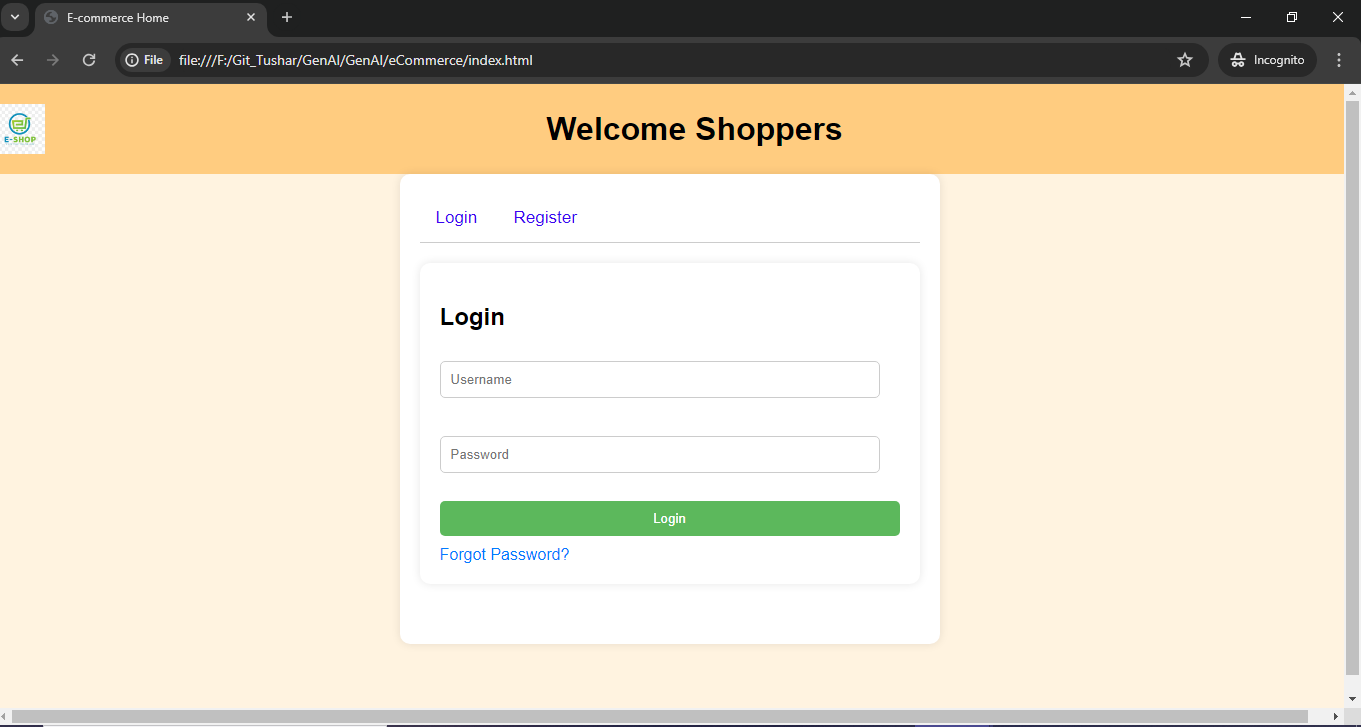 E-commerce Home
File file:///F:/Git_Tushar/GenAI/GenAI/eCommerce/index.html Incognito
E-SHOP
Welcome Shoppers
Login Register
Login
Username
Password
Login
Forgot Password?